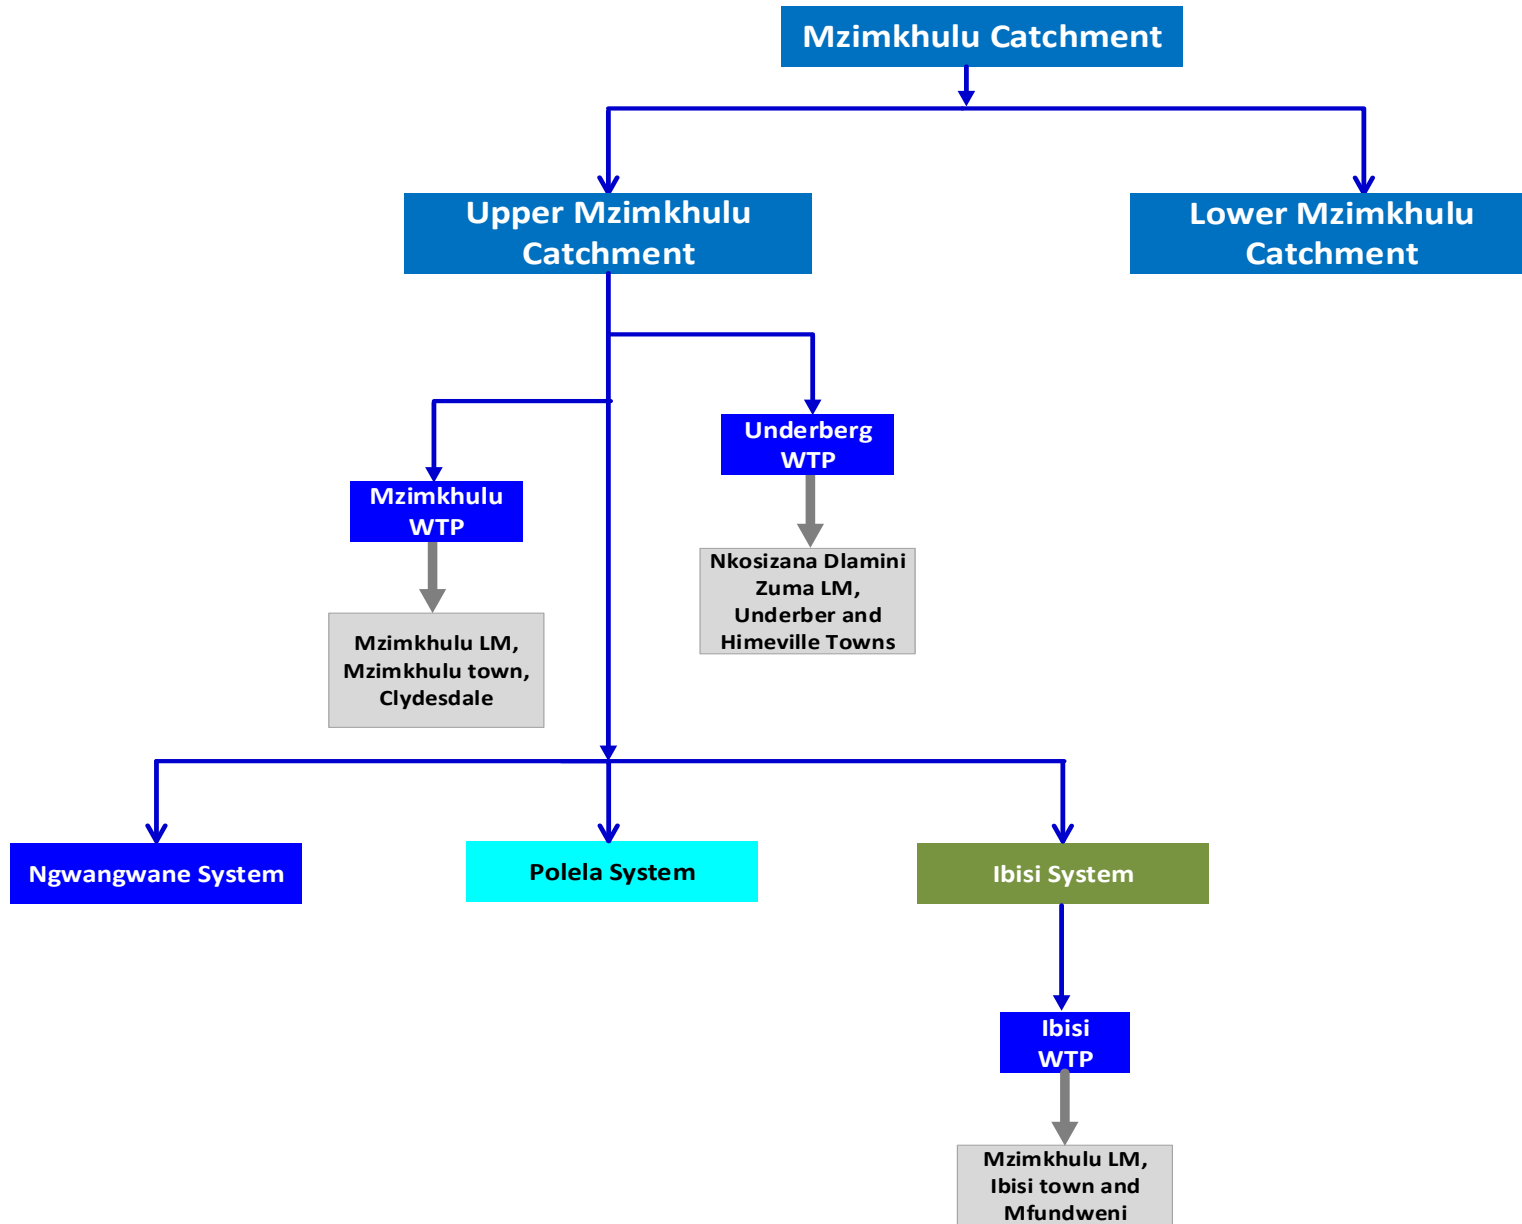 Mzimkhulu Catchment
Upper Mzimkhulu
Catchment
Lower Mzimkhulu
Catchment
Underberg
WTP
Mzimkhulu
WTP
Nkosizana Dlamini
Zuma LM,
Underber and
Himeville Towns
Mzimkhulu LM,
Mzimkhulu town,
Clydesdale
Ngwangwane System
Polela System
Ibisi System
Ibisi
WTP
Mzimkhulu LM,
Ibisi town and
Mfundweni